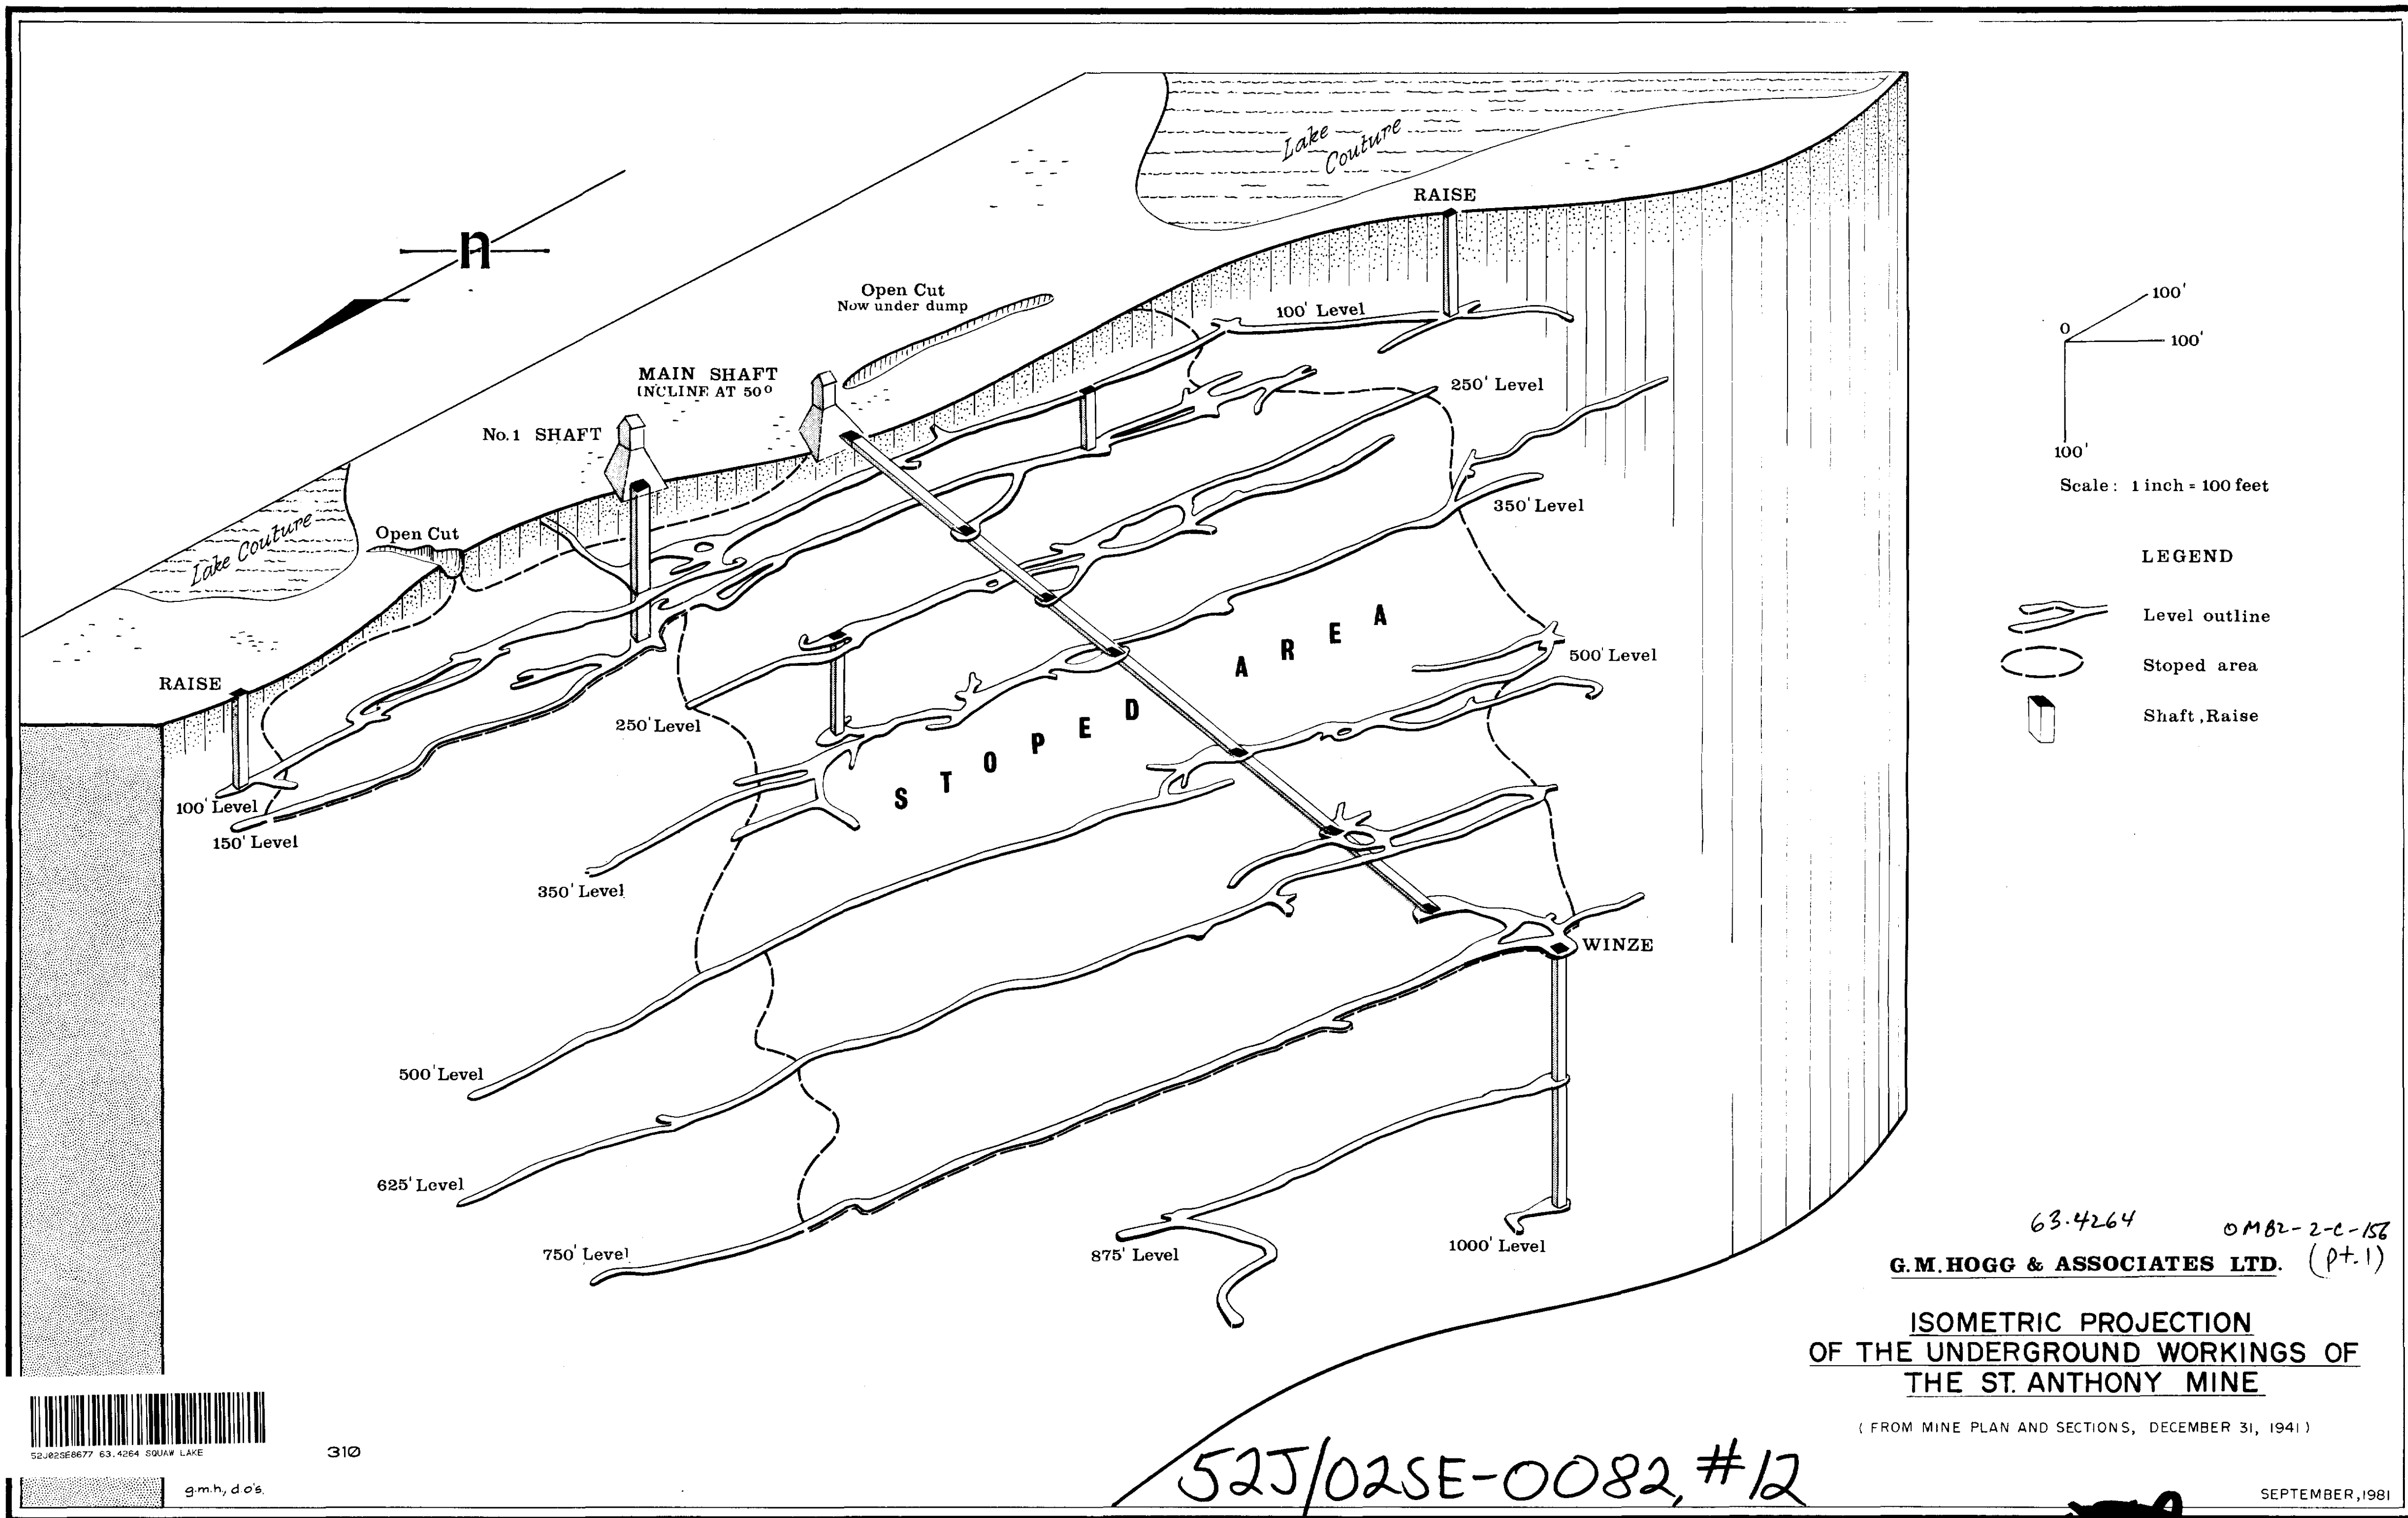 Lake
Couture
RAISE
n
Open Cut
Now under dump
100' Level
100'
0
100'
100'
Scale: 1 inch = 100 feet
MAIN SHAFT
INCLINE AT 50°
250' Level
No. 1 SHAFT
350' Level
Lake Couture
Open Cut
LEGEND
Level outline
Stoped area
Shaft, Raise
STOPED AREA
500' Level
RAISE
250' Level
100' Level
150' Level
350' Level
WINZE
500' Level
625' Level
750' Level
875' Level
1000' Level
63.4264
OM82-2-C-156
(pt.1)
G.M. HOGG & ASSOCIATES LTD.
ISOMETRIC PROJECTION
OF THE UNDERGROUND WORKINGS OF
THE ST. ANTHONY MINE
(FROM MINE PLAN AND SECTIONS, DECEMBER 31, 1941)
52J02SE8677 63.4264 SQUAW LAKE
310
g.m.h., d.o's.
52J/02SE-0082, #12
SEPTEMBER, 1981